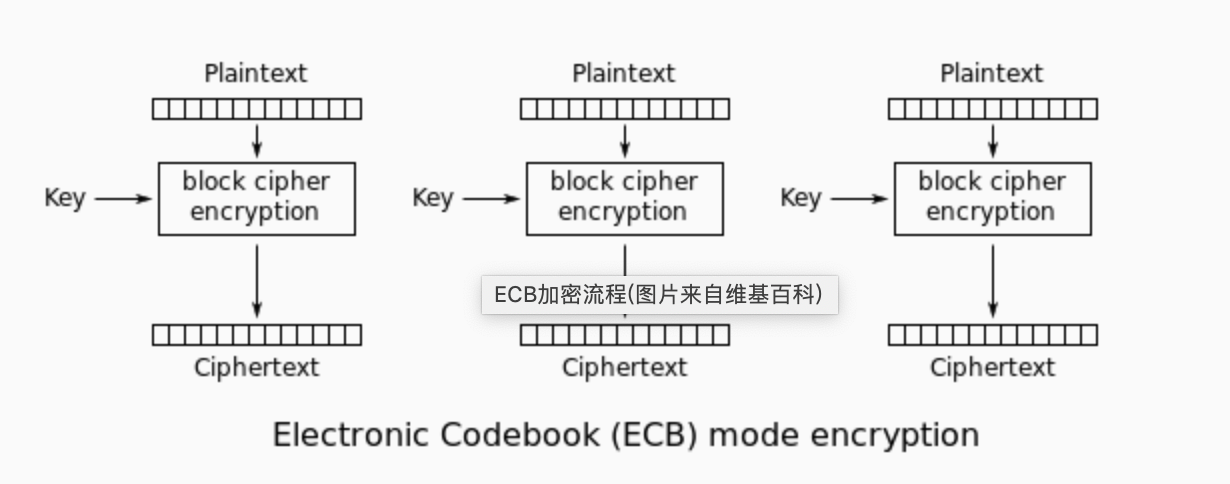 Plaintext
Plaintext
Plaintext
Key
block cipher
encryption
Key
block cipher
encryption
Key
block cipher
encryption
ECB加密流程(图片来自维基百科)
Ciphertext
Ciphertext
Ciphertext
Electronic Codebook (ECB) mode encryption